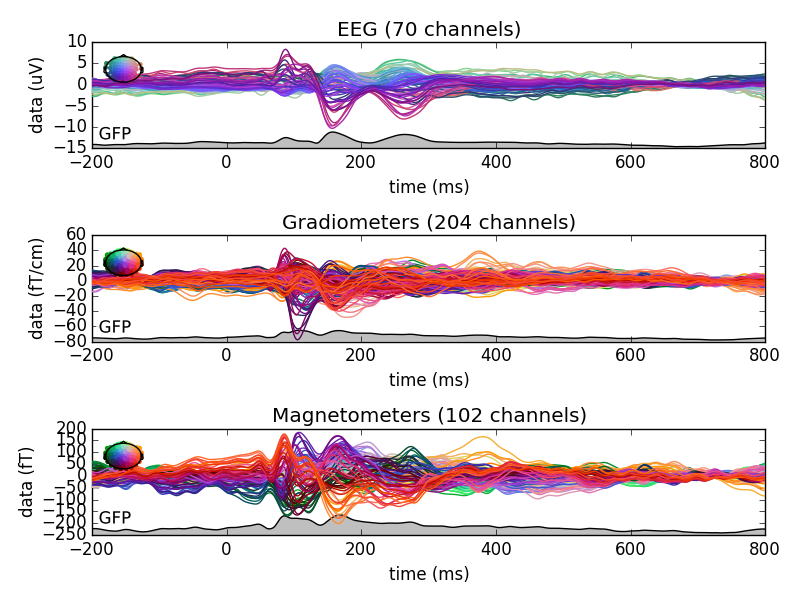 EEG (70 channels)
data (uV)
10
5
0
−5
−10
−15
GFP
−200 0 200 400 600 800
time (ms)
Gradiometers (204 channels)
data (fT/cm)
60
40
20
0
−20
−40
−60
−80
GFP
−200 0 200 400 600 800
time (ms)
Magnetometers (102 channels)
data (fT)
200
150
100
50
0
−50
−100
−150
−200
−250
GFP
−200 0 200 400 600 800
time (ms)